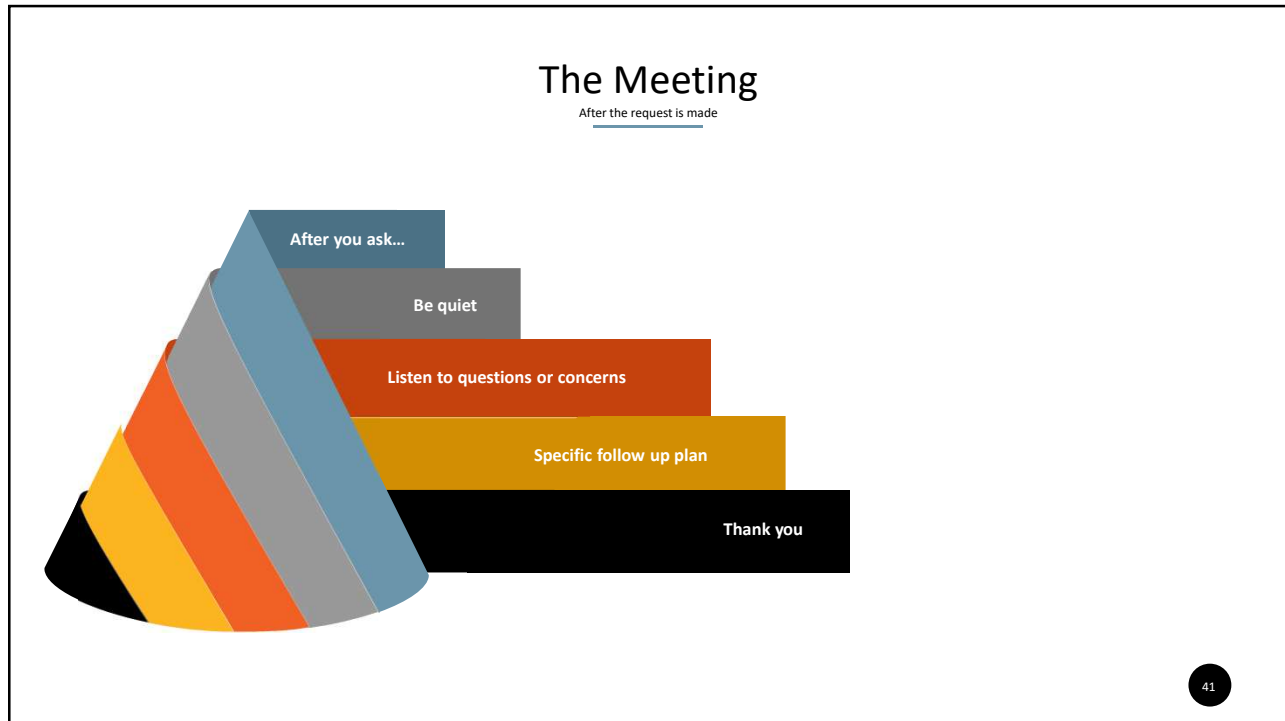 The Meeting
After the request is made
After you ask...
Be quiet
Listen to questions or concerns
Specific follow up plan
Thank you
41